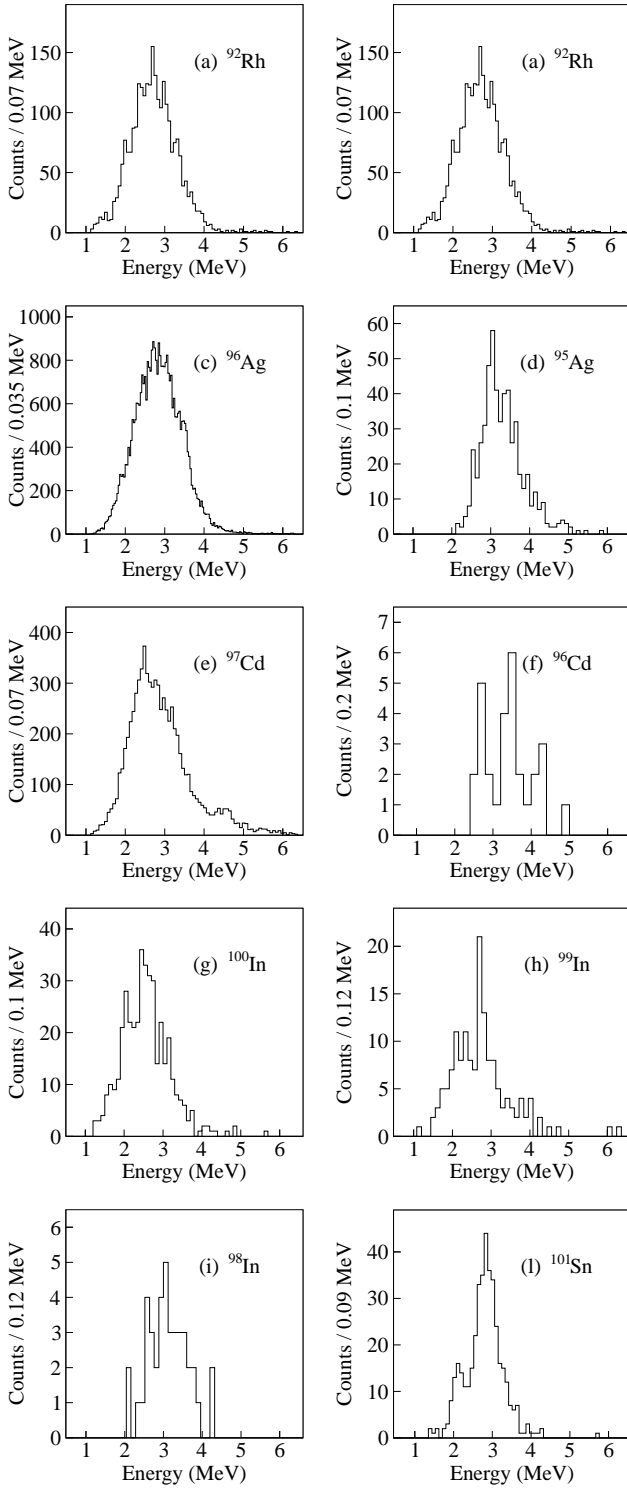 150
100
50
0
Counts / 0.07 MeV
(a) ⁹²Rh
1 2 3 4 5 6
Energy (MeV)
150
100
50
0
Counts / 0.07 MeV
(a) ⁹²Rh
1 2 3 4 5 6
Energy (MeV)
1000
800
600
400
200
0
Counts / 0.035 MeV
(c) ⁹⁶Ag
1 2 3 4 5 6
Energy (MeV)
60
50
40
30
20
10
0
Counts / 0.1 MeV
(d) ⁹⁵Ag
1 2 3 4 5 6
Energy (MeV)
400
300
200
100
0
Counts / 0.07 MeV
(e) ⁹⁷Cd
1 2 3 4 5 6
Energy (MeV)
7
6
5
4
3
2
1
0
Counts / 0.2 MeV
(f) ⁹⁶Cd
1 2 3 4 5 6
Energy (MeV)
40
30
20
10
0
Counts / 0.1 MeV
(g) ¹⁰⁰In
1 2 3 4 5 6
Energy (MeV)
20
15
10
5
0
Counts / 0.12 MeV
(h) ⁹⁹In
1 2 3 4 5 6
Energy (MeV)
6
5
4
3
2
1
0
Counts / 0.12 MeV
(i) ⁹⁸In
1 2 3 4 5 6
Energy (MeV)
40
30
20
10
0
Counts / 0.09 MeV
(l) ¹⁰¹Sn
1 2 3 4 5 6
Energy (MeV)